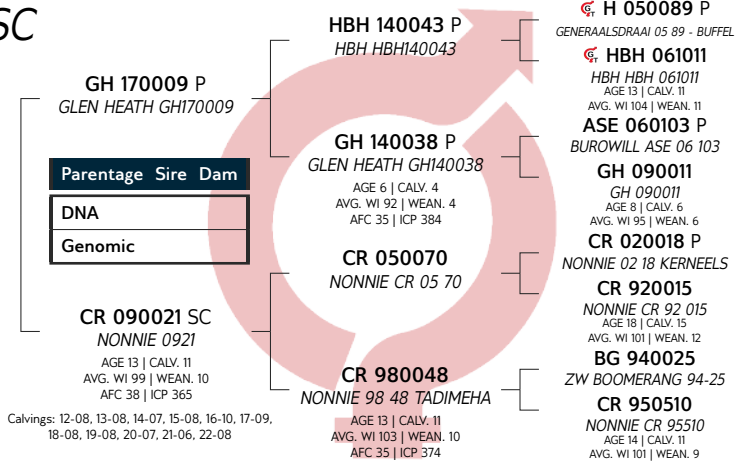 SC
GH 170009 P
GLEN HEATH GH170009
Parentage Sire Dam
DNA
Genomic
CR 090021 SC
NONNIE 0921
AGE 13 | CALV. 11
AVG. WI 99 | WEAN. 10
AFC 38 | ICP 365
Calvings: 12-08, 13-08, 14-07, 15-08, 16-10, 17-09,
18-08, 19-08, 20-07, 21-06, 22-08
HBH 140043 P
HBH HBH140043
GH 140038 P
GLEN HEATH GH140038
AGE 6 | CALV. 4
AVG. WI 92 | WEAN. 4
AFC 35 | ICP 384
CR 050070
NONNIE CR 05 70
CR 980048
NONNIE 98 48 TADIMEHA
AGE 13 | CALV. 11
AVG. WI 103 | WEAN. 10
AFC 35 | ICP 374
GT H 050089 P
GENERAALSDRAAI 05 89 - BUFFEL
GT HBH 061011
HBH HBH 061011
AGE 13 | CALV. 11
AVG. WI 104 | WEAN. 11
ASE 060103 P
BUROWILL ASE 06 103
GH 090011
GH 090011
AGE 8 | CALV. 6
AVG. WI 95 | WEAN. 6
CR 020018 P
NONNIE 02 18 KERNEELS
CR 920015
NONNIE CR 92 015
AGE 18 | CALV. 15
AVG. WI 101 | WEAN. 12
BG 940025
ZW BOOMERANG 94-25
CR 950510
NONNIE CR 95510
AGE 14 | CALV. 11
AVG. WI 101 | WEAN. 9